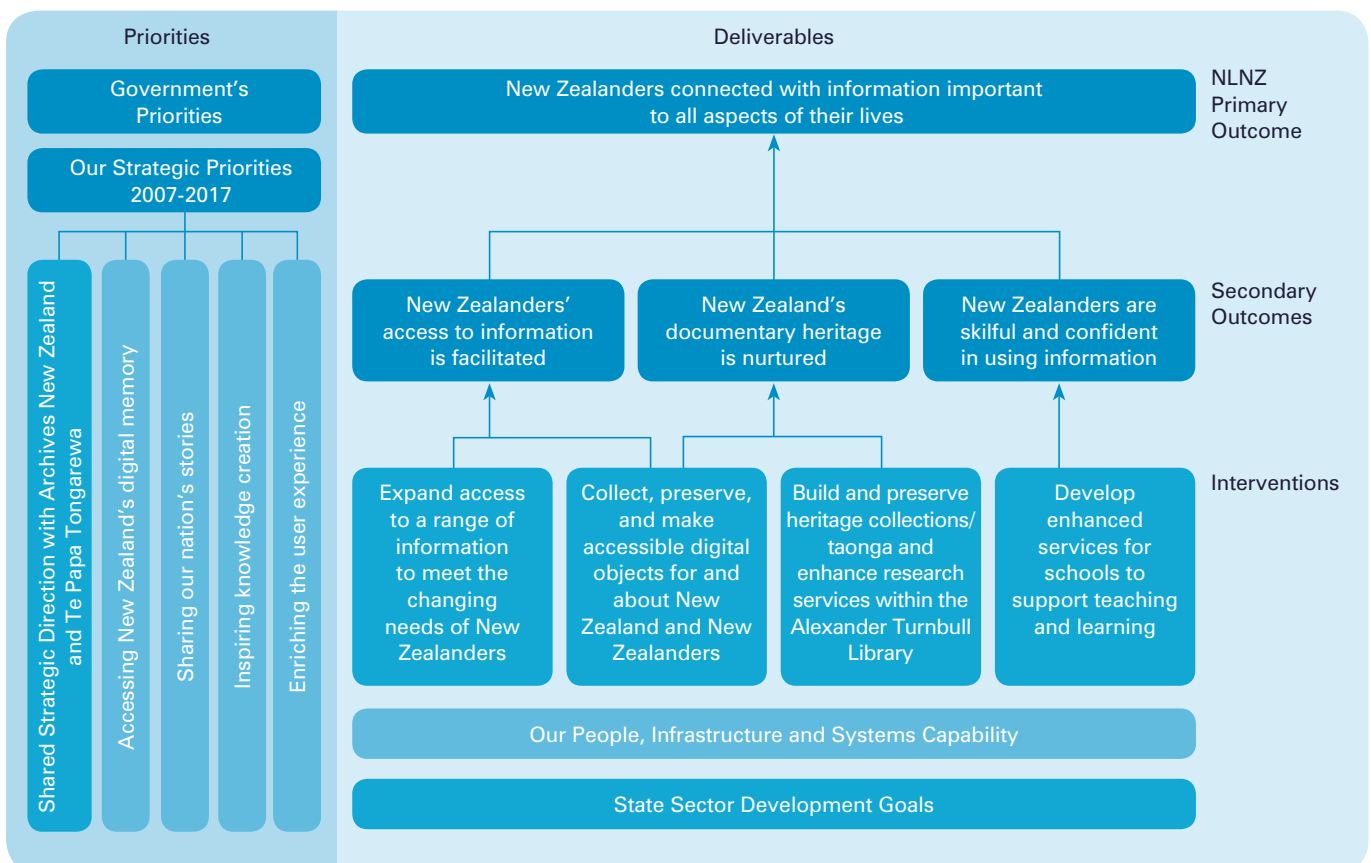 Priorities
Deliverables
Government's
Priorities
Our Strategic Priorities
2007-2017
Shared Strategic Direction with Archives New Zealand
and Te Papa Tongarewa
Accessing New Zealand's digital memory
Sharing our nation's stories
Inspiring knowledge creation
Enriching the user experience
New Zealanders connected with information important
to all aspects of their lives
NLNZ
Primary
Outcome
New Zealanders'
access to information
is facilitated
New Zealand's
documentary heritage
is nurtured
New Zealanders are
skilful and confident
in using information
Secondary
Outcomes
Expand access
to a range of
information
to meet the
changing
needs of New
Zealanders
Collect, preserve,
and make
accessible digital
objects for and
about New
Zealand and New
Zealanders
Build and preserve
heritage collections/
taonga and
enhance research
services within the
Alexander Turnbull
Library
Develop
enhanced
services for
schools to
support teaching
and learning
Interventions
Our People, Infrastructure and Systems Capability
State Sector Development Goals